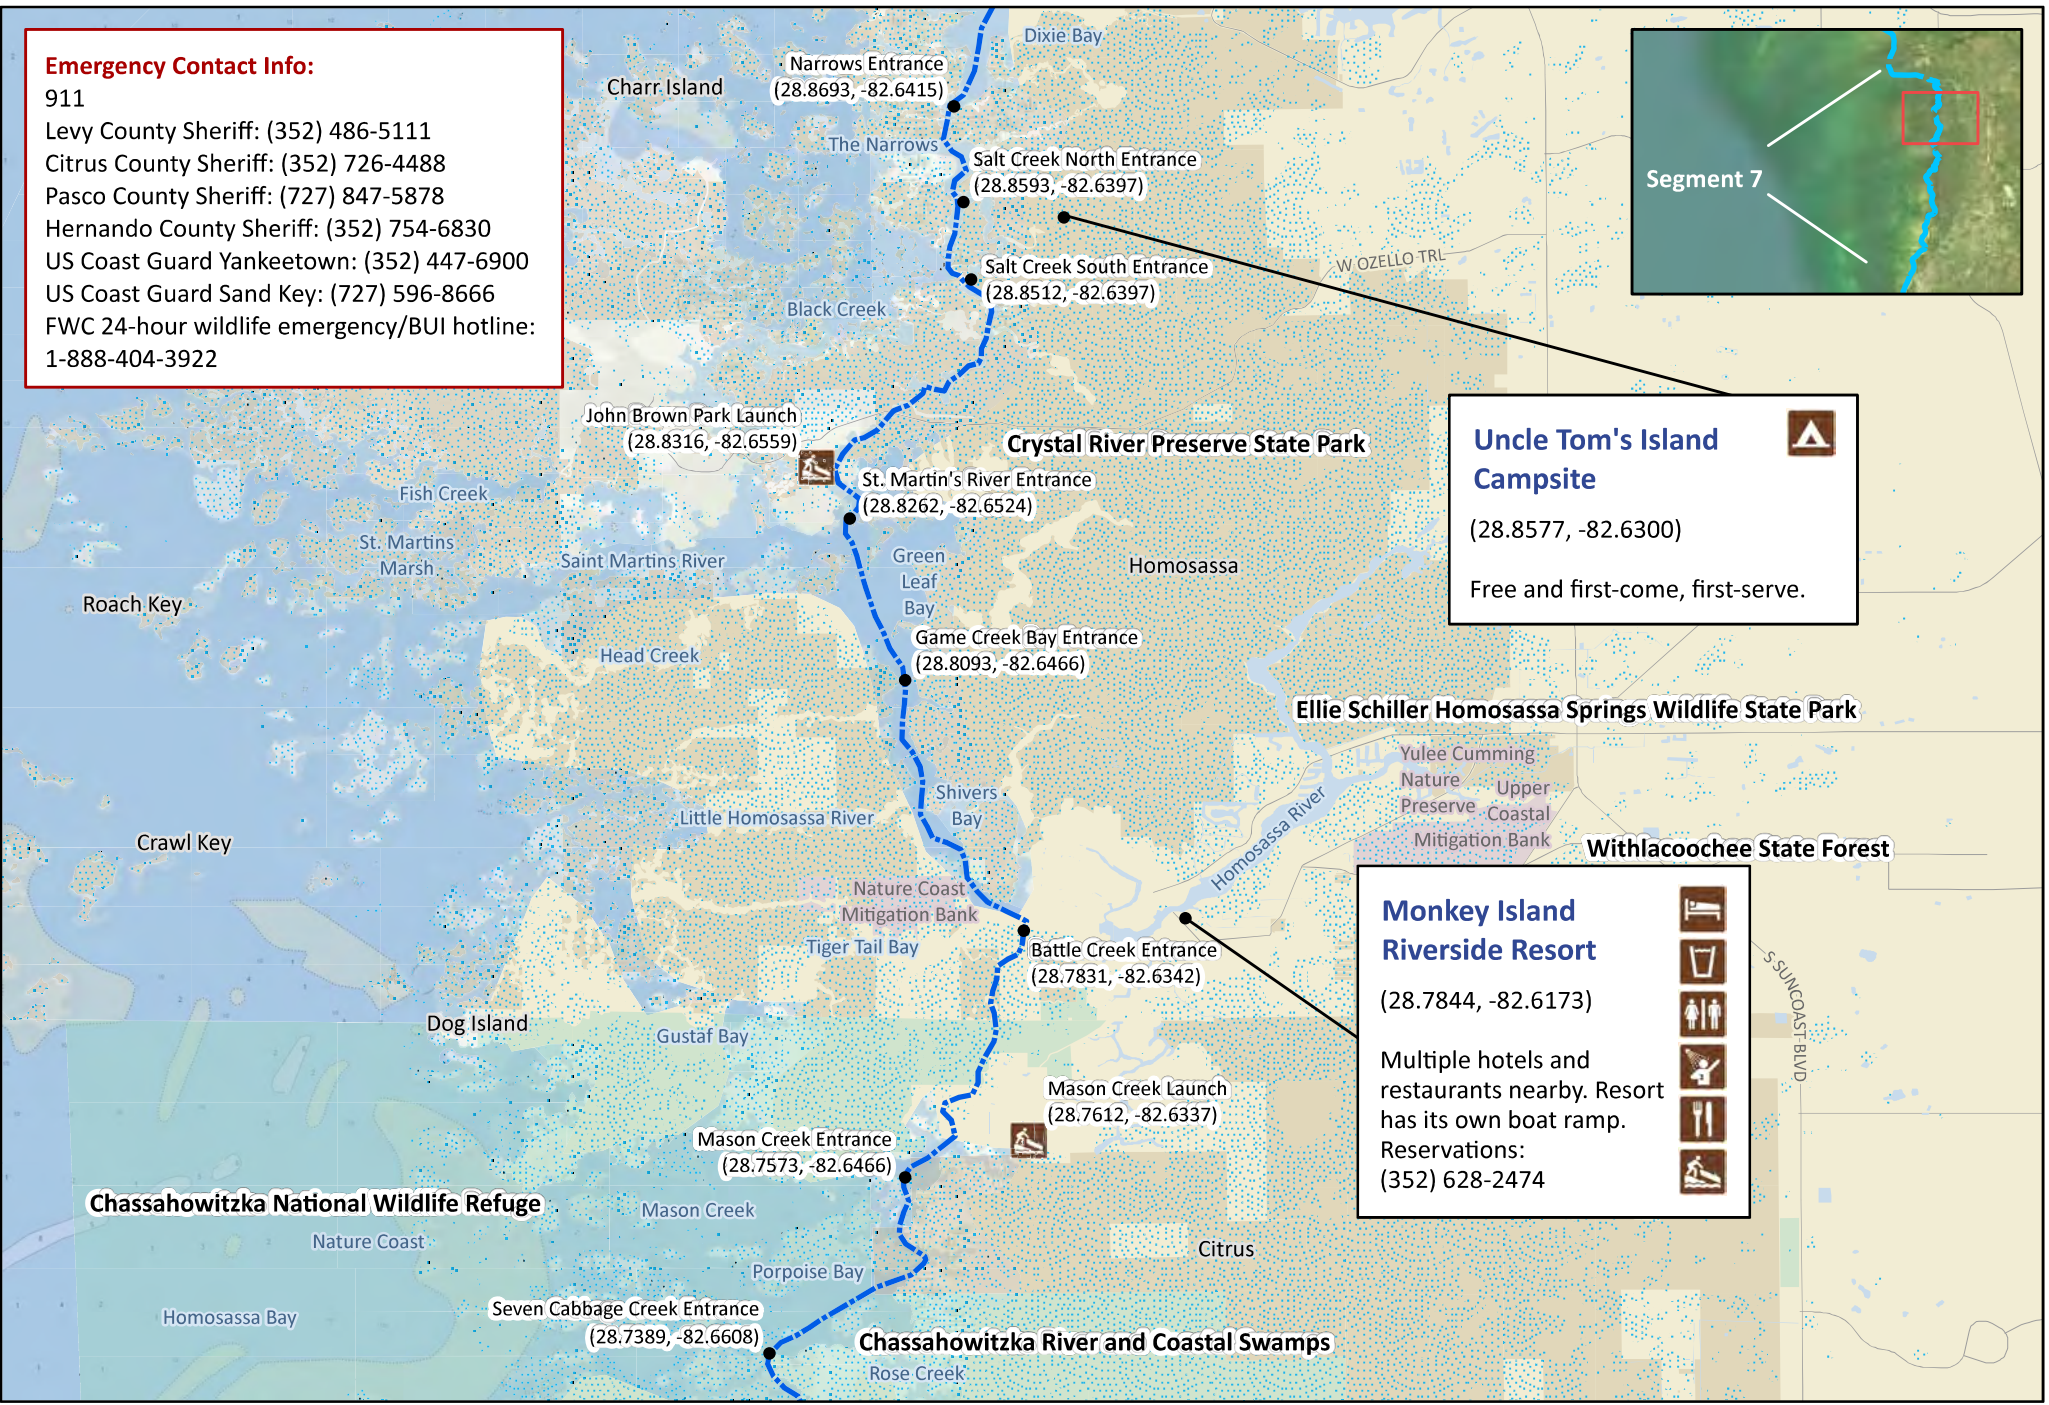 Emergency Contact Info:
911
Levy County Sheriff: (352) 486-5111
Citrus County Sheriff: (352) 726-4488
Pasco County Sheriff: (727) 847-5878
Hernando County Sheriff: (352) 754-6830
US Coast Guard Yankeetown: (352) 447-6900
US Coast Guard Sand Key: (727) 596-8666
FWC 24-hour wildlife emergency/BUI hotline:
1-888-404-3922
Dixie Bay
Narrows Entrance
(28.8693, -82.6415)
Charr Island
The Narrows
Salt Creek North Entrance
(28.8593, -82.6397)
Segment 7
W OZELLO TRL
Salt Creek South Entrance
(28.8512, -82.6397)
Black Creek
John Brown Park Launch
(28.8316, -82.6559)
Crystal River Preserve State Park
Uncle Tom's Island
Campsite
(28.8577, -82.6300)
Free and first-come, first-serve.
St. Martin's River Entrance
(28.8262, -82.6524)
Fish Creek
St. Martins
Marsh
Saint Martins River
Green
Leaf
Bay
Homosassa
Roach Key
Head Creek
Game Creek Bay Entrance
(28.8093, -82.6466)
Ellie Schiller Homosassa Springs Wildlife State Park
Yulee Cumming
Nature
Preserve
Upper
Coastal
Mitigation Bank
Shivers
Bay
Little Homosassa River
Homosassa River
Crawl Key
Withlacoochee State Forest
Nature Coast
Mitigation Bank
Tiger Tail Bay
Battle Creek Entrance
(28.7831, -82.6342)
Monkey Island
Riverside Resort
(28.7844, -82.6173)
Multiple hotels and
restaurants nearby. Resort
has its own boat ramp.
Reservations:
(352) 628-2474
S SUNCOAST BLVD
Dog Island
Gustaf Bay
Mason Creek Launch
(28.7612, -82.6337)
Mason Creek Entrance
(28.7573, -82.6466)
Chassahowitzka National Wildlife Refuge
Mason Creek
Nature Coast
Citrus
Porpoise Bay
Homosassa Bay
Seven Cabbage Creek Entrance
(28.7389, -82.6608)
Chassahowitzka River and Coastal Swamps
Rose Creek